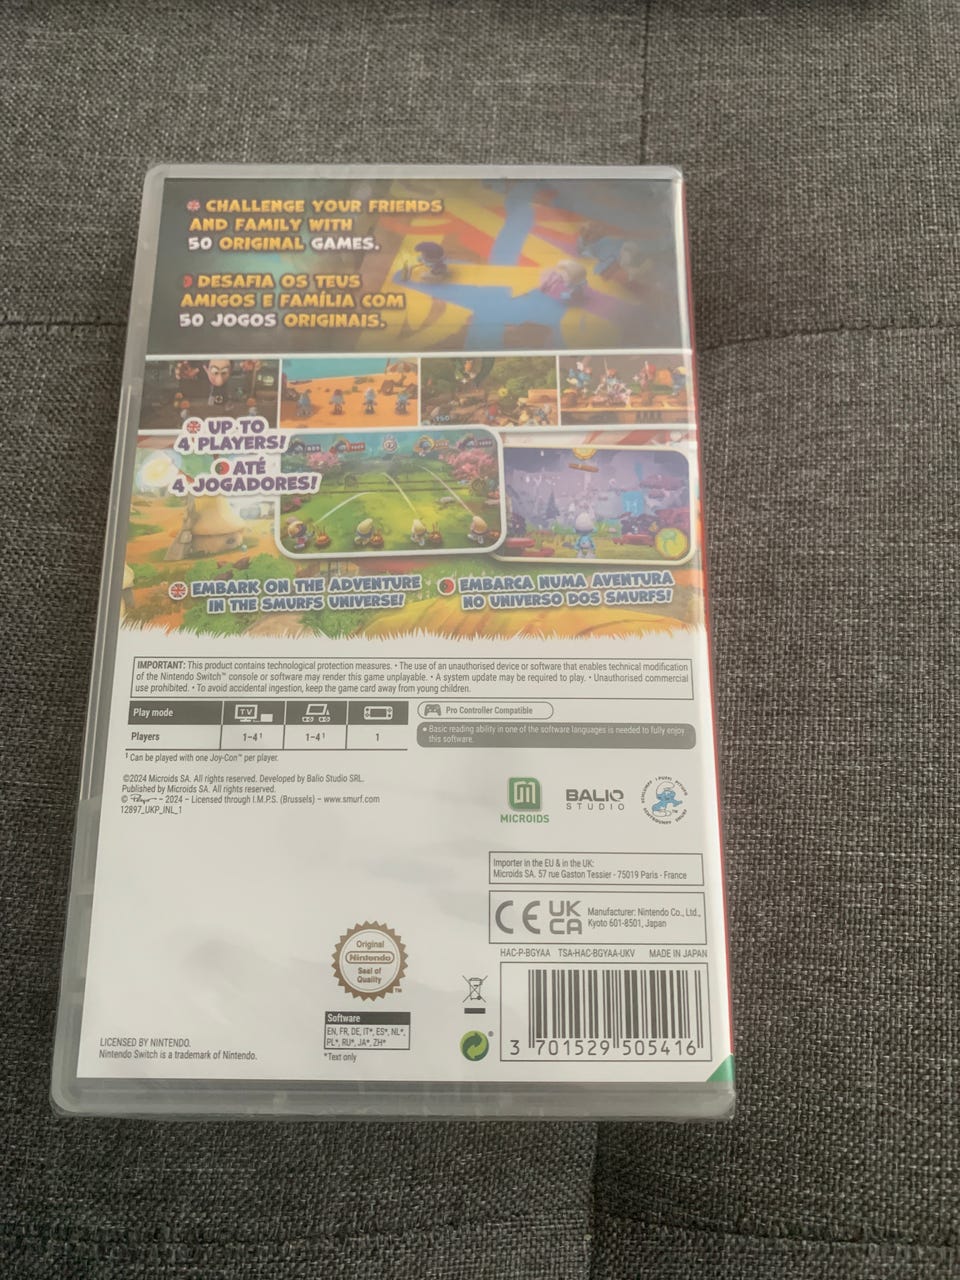 CHALLENGE YOUR FRIENDS
AND FAMILY WITH
50 ORIGINAL GAMES.
DESAFIA OS TEUS
AMIGOS E FAMÍLIA COM
50 JOGOS ORIGINAIS.
UP TO
4 PLAYERS!
ATÉ
4 JOGADORES!
EMBARK ON THE ADVENTURE
IN THE SMURFS UNIVERSE!
EMBARCA NUMA AVENTURA
NO UNIVERSO DOS SMURFS!
IMPORTANT: This product contains technological protection measures. • The use of an unauthorised device or software that enables technical modification
of the Nintendo Switch™ console or software may render this game unplayable. • A system update may be required to play. • Unauthorised commercial
use prohibited. • To avoid accidental ingestion, keep the game card away from young children.
Play mode TV
Players 1–4¹ 1–4¹ 1
¹ Can be played with one Joy-Con™ per player.
Pro Controller Compatible
• Basic reading ability in one of the software languages is needed to fully enjoy
this software.
©2024 Microids SA. All rights reserved. Developed by Balio Studio SRL.
Published by Microids SA. All rights reserved.
© Peyo - 2024 – Licensed through I.M.P.S. (Brussels) – www.smurf.com
12897_UKP_INL_1
MICROIDS
BALIO
STUDIO
Importer in the EU & in the UK:
Microids SA. 57 rue Gaston Tessier - 75019 Paris - France
CE UK
CA
Manufacturer: Nintendo Co., Ltd.,
Kyoto 601-8501, Japan
HAC-P-BGYAA TSA-HAC-BGYAA-UKV MADE IN JAPAN
Original
Nintendo
Seal of
Quality
TM
Software
EN, FR, DE, IT*, ES*, NL*,
PL*, RU*, JA*, ZH*
*Text only
LICENSED BY NINTENDO.
Nintendo Switch is a trademark of Nintendo.
3 701529 505416